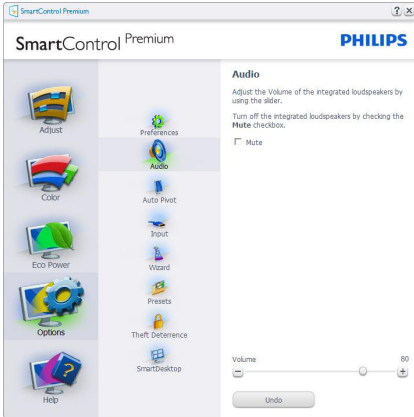 SmartControl Premium
SmartControl Premium
PHILIPS
Adjust
Color
Eco Power
Options
Help
Preferences
Audio
Auto Pivot
Input
Wizard
Presets
Theft Deterrence
SmartDesktop
Audio
Adjust the Volume of the integrated loudspeakers by
using the slider.
Turn off the integrated loudspeakers by checking the
Mute checkbox.
Mute
Volume 80
Undo